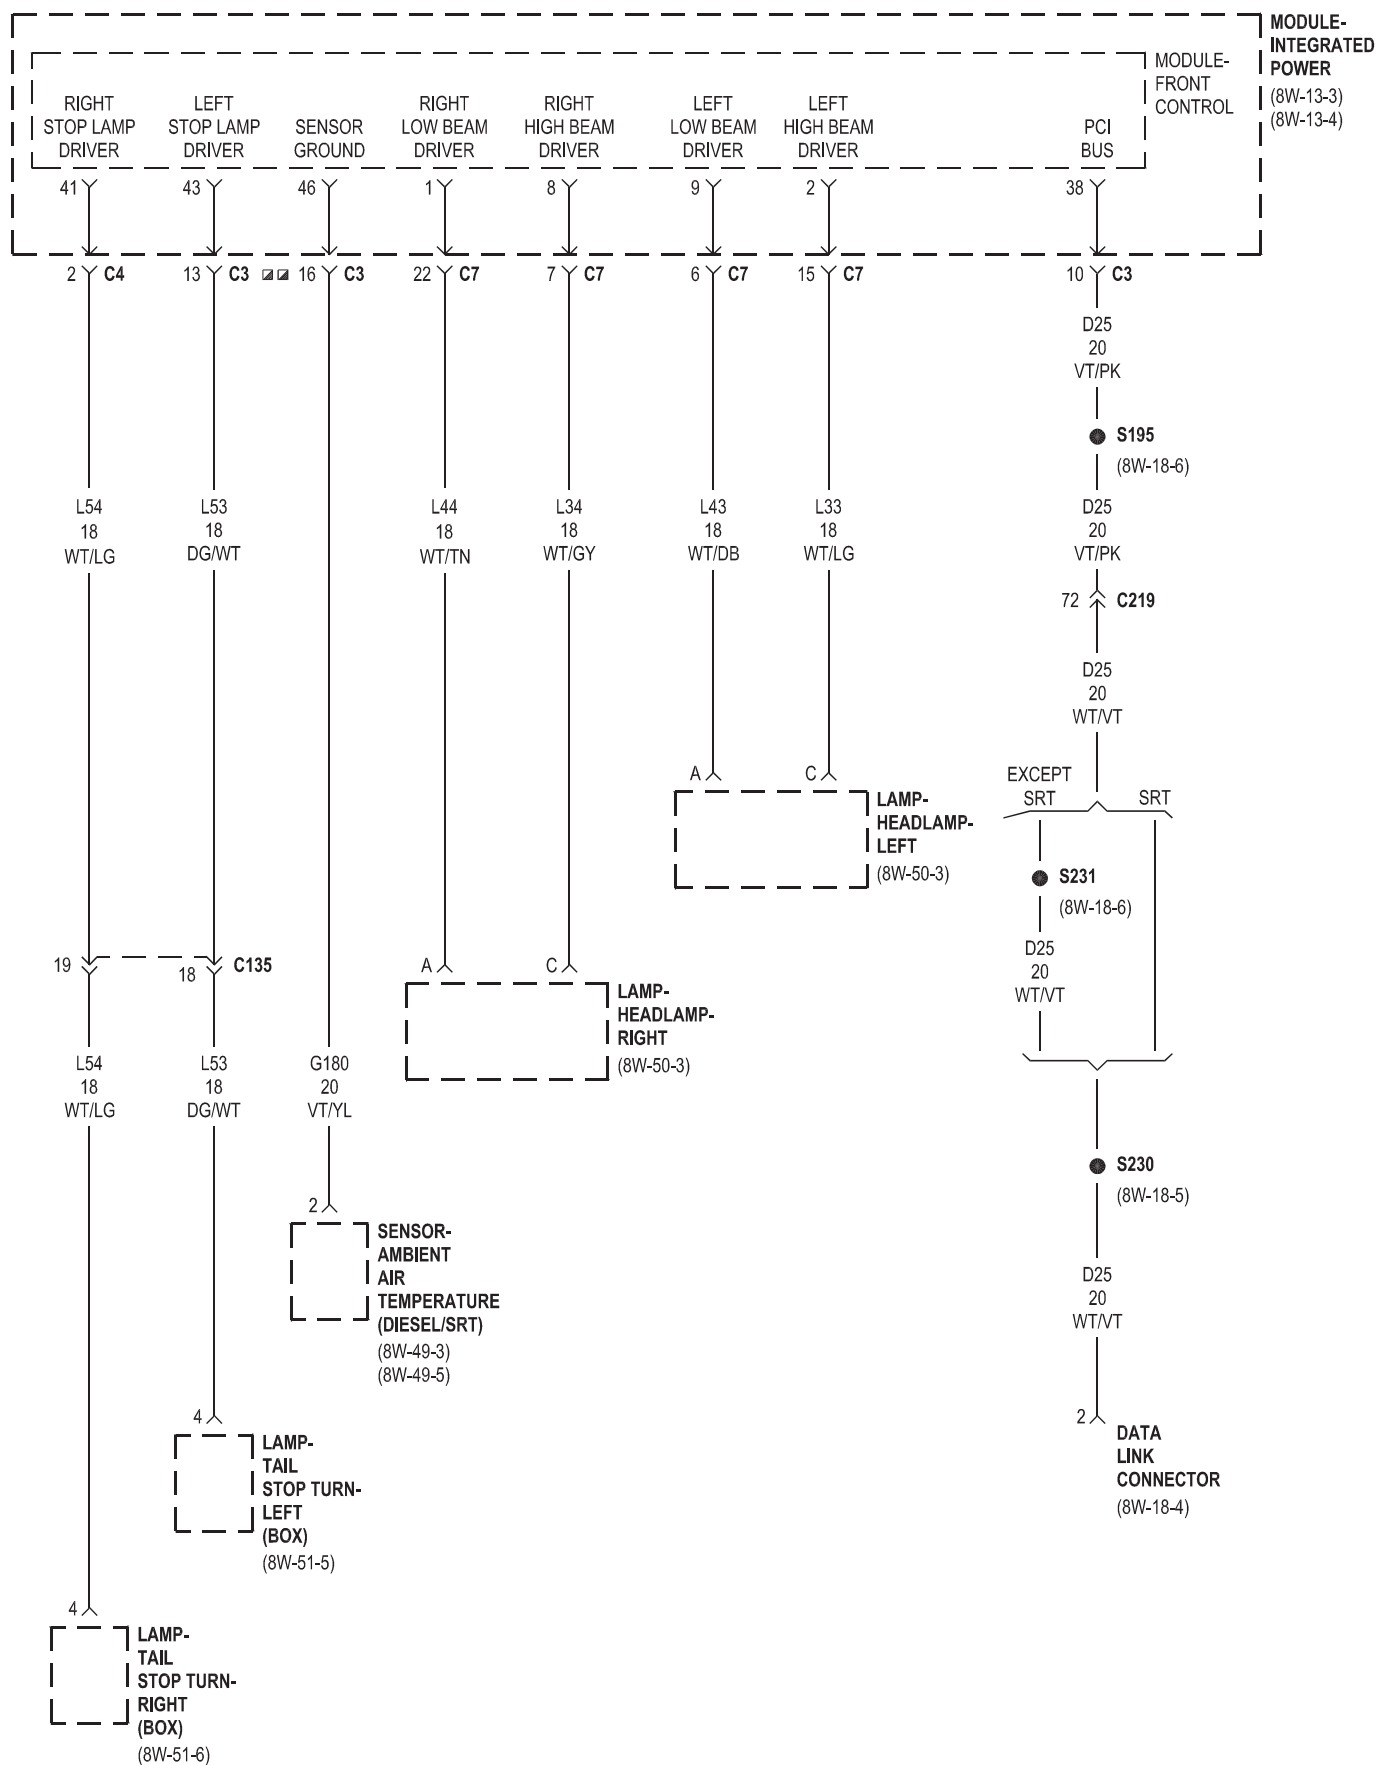 MODULE-
INTEGRATED
POWER
(8W-13-3)
(8W-13-4)
MODULE-
FRONT
CONTROL
RIGHT
STOP LAMP
DRIVER
LEFT
STOP LAMP
DRIVER
SENSOR
GROUND
RIGHT
LOW BEAM
DRIVER
RIGHT
HIGH BEAM
DRIVER
LEFT
LOW BEAM
DRIVER
LEFT
HIGH BEAM
DRIVER
PCI
BUS
41
43
46
1
8
9
2
38
2 C4
13 C3
16 C3
22 C7
7 C7
6 C7
15 C7
10 C3
D25
20
VT/PK
S195
(8W-18-6)
L54
18
WT/LG
L53
18
DG/WT
L44
18
WT/TN
L34
18
WT/GY
L43
18
WT/DB
L33
18
WT/LG
D25
20
VT/PK
72 C219
D25
20
WT/VT
A
C
LAMP-
HEADLAMP-
LEFT
(8W-50-3)
EXCEPT
SRT
SRT
S231
(8W-18-6)
D25
20
WT/VT
19
18
C135
A
C
LAMP-
HEADLAMP-
RIGHT
(8W-50-3)
L54
18
WT/LG
L53
18
DG/WT
G180
20
VT/YL
S230
(8W-18-5)
2
SENSOR-
AMBIENT
AIR
TEMPERATURE
(DIESEL/SRT)
(8W-49-3)
(8W-49-5)
D25
20
WT/VT
2
DATA
LINK
CONNECTOR
(8W-18-4)
4
LAMP-
TAIL
STOP TURN-
LEFT
(BOX)
(8W-51-5)
4
LAMP-
TAIL
STOP TURN-
RIGHT
(BOX)
(8W-51-6)